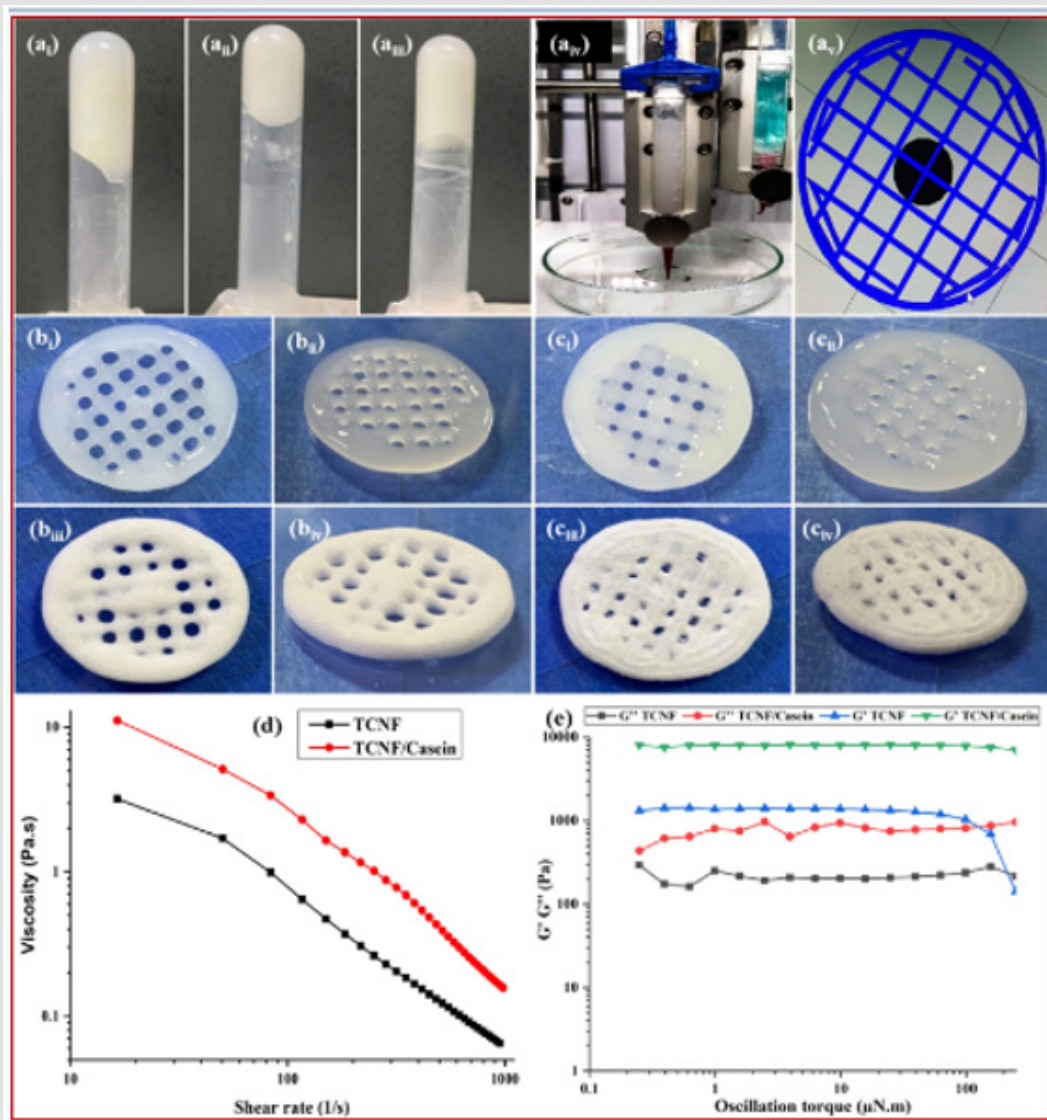 (aᵢ) (aᵢᵢ) (aᵢᵢᵢ) (aᵢᵥ) (aᵥ)
(bᵢ) (bᵢᵢ) (cᵢ) (cᵢᵢ)
(bᵢᵢᵢ) (bᵢᵥ) (cᵢᵢᵢ) (cᵢᵥ)
(d)
TCNF
TCNF/Casein
10
1
0.1
Viscosity (Pa.s)
10 100 1000
Shear rate (1/s)
(e)
G'' TCNF G'' TCNF/Casein G' TCNF G' TCNF/Casein
10000
1000
100
10
1
G' G'' (Pa)
0.1 1 10 100
Oscillation torque (μN.m)